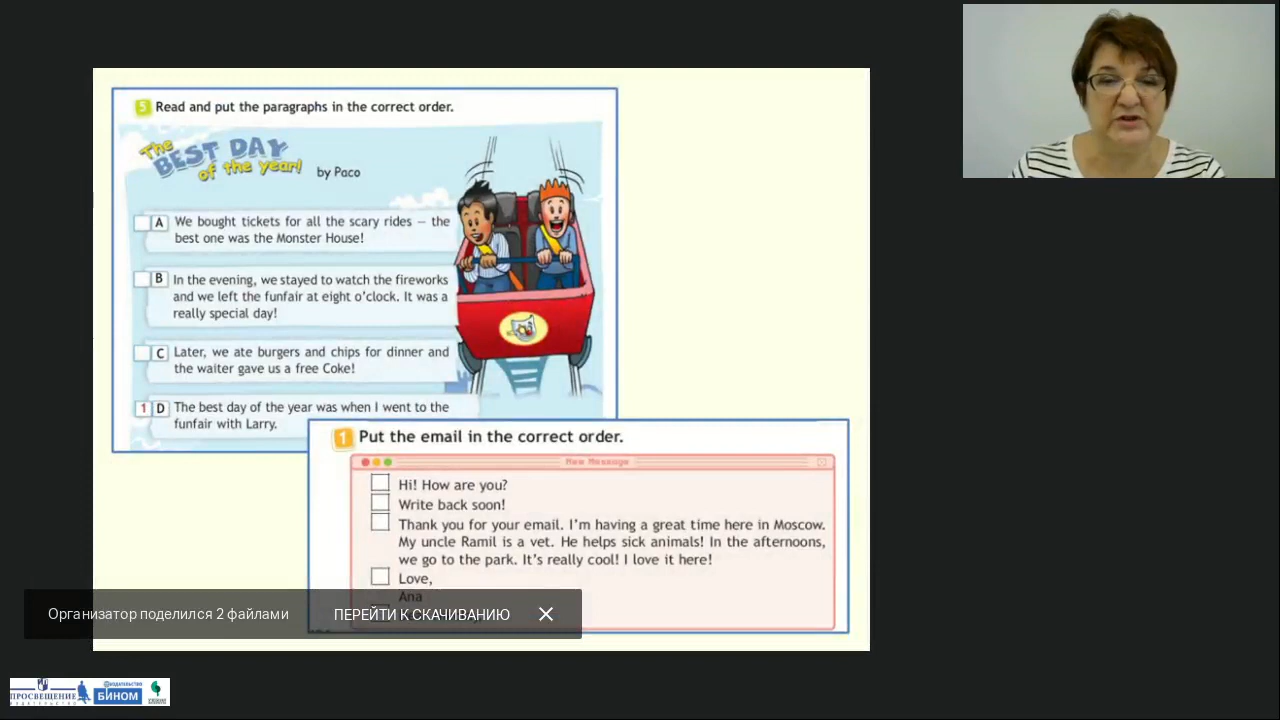 5 Read and put the paragraphs in the correct order.
The
BEST DAY
of the year!
by Paco
A We bought tickets for all the scary rides – the
best one was the Monster House!
B In the evening, we stayed to watch the fireworks
and we left the funfair at eight o'clock. It was a
really special day!
C Later, we ate burgers and chips for dinner and
the waiter gave us a free Coke!
1 D The best day of the year was when I went to the
funfair with Larry.
1 Put the email in the correct order.
New Message
Hi! How are you?
Write back soon!
Thank you for your email. I'm having a great time here in Moscow.
My uncle Ramil is a vet. He helps sick animals! In the afternoons,
we go to the park. It's really cool! I love it here!
Love,
Ana
Организатор поделился 2 файлами ПЕРЕЙТИ К СКАЧИВАНИЮ
ПРОСВЕЩЕНИЕ
ИЗДАТЕЛЬСТВО
ИЗДАТЕЛЬСТВО
БИНОМ